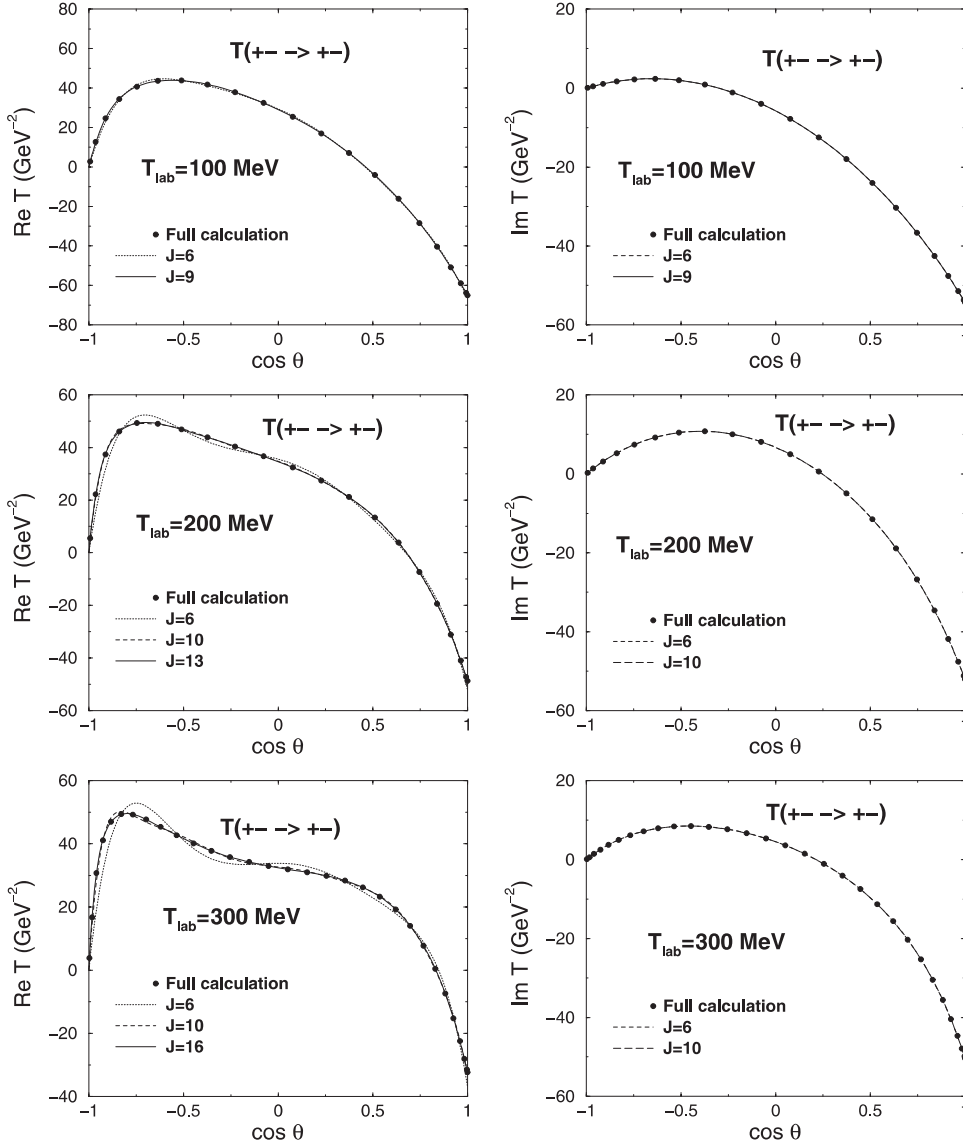 80
60
40
20
0
−20
−40
−60
−80
Re T (GeV⁻²)
T(+− −> +−)
T_lab=100 MeV
Full calculation
J=6
J=9
−1
−0.5
0
0.5
1
cos θ
20
0
−20
−40
−60
Im T (GeV⁻²)
T(+− −> +−)
T_lab=100 MeV
Full calculation
J=6
J=9
−1
−0.5
0
0.5
1
cos θ
60
40
20
0
−20
−40
−60
Re T (GeV⁻²)
T(+− −> +−)
T_lab=200 MeV
Full calculation
J=6
J=10
J=13
−1
−0.5
0
0.5
1
cos θ
20
10
0
−10
−20
−30
−40
−50
−60
Im T (GeV⁻²)
T(+− −> +−)
T_lab=200 MeV
Full calculation
J=6
J=10
−1
−0.5
0
0.5
1
cos θ
60
40
20
0
−20
−40
Re T (GeV⁻²)
T(+− −> +−)
T_lab=300 MeV
Full calculation
J=6
J=10
J=16
−1
−0.5
0
0.5
1
cos θ
20
0
−20
−40
−60
Im T (GeV⁻²)
T(+− −> +−)
T_lab=300 MeV
Full calculation
J=6
J=10
−1
−0.5
0
0.5
1
cos θ